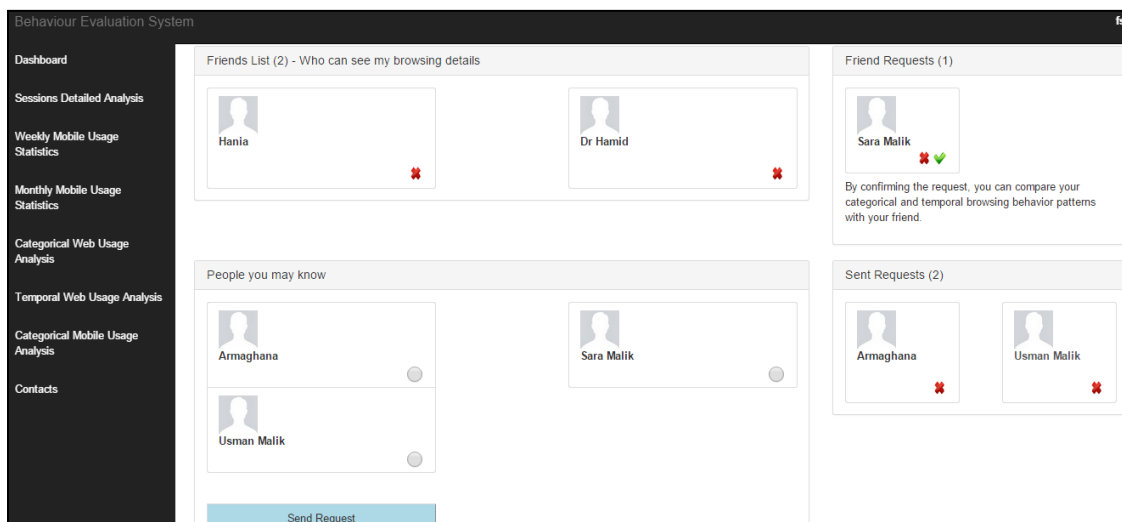 Behaviour Evaluation System
Dashboard
Sessions Detailed Analysis
Weekly Mobile Usage
Statistics
Monthly Mobile Usage
Statistics
Categorical Web Usage
Analysis
Temporal Web Usage Analysis
Categorical Mobile Usage
Analysis
Contacts
Friends List (2) - Who can see my browsing details
Hania
Dr Hamid
Friend Requests (1)
Sara Malik
By confirming the request, you can compare your
categorical and temporal browsing behavior patterns
with your friend.
People you may know
Armaghana
Sara Malik
Usman Malik
Send Request
Sent Requests (2)
Armaghana
Usman Malik